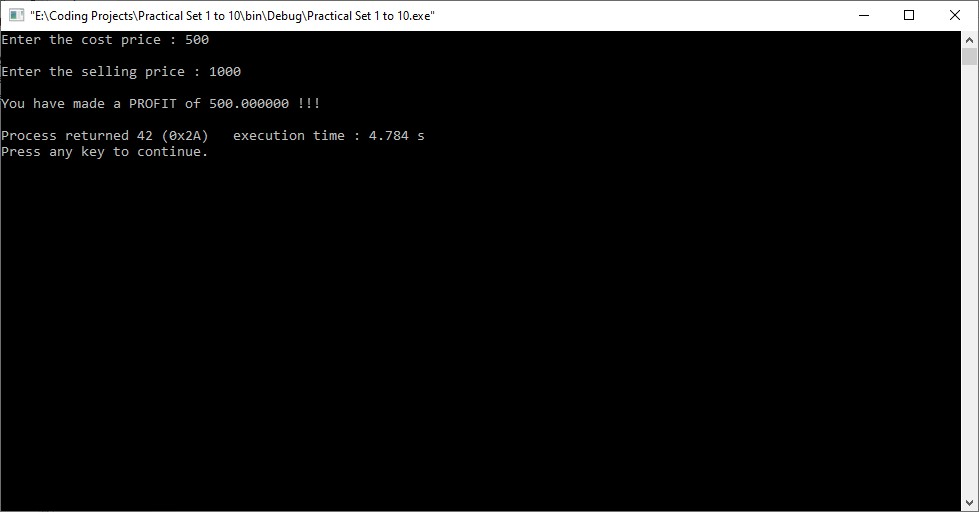 "E:\Coding Projects\Practical Set 1 to 10\bin\Debug\Practical Set 1 to 10.exe"
Enter the cost price : 500
Enter the selling price : 1000
You have made a PROFIT of 500.000000 !!!
Process returned 42 (0x2A)   execution time : 4.784 s
Press any key to continue.